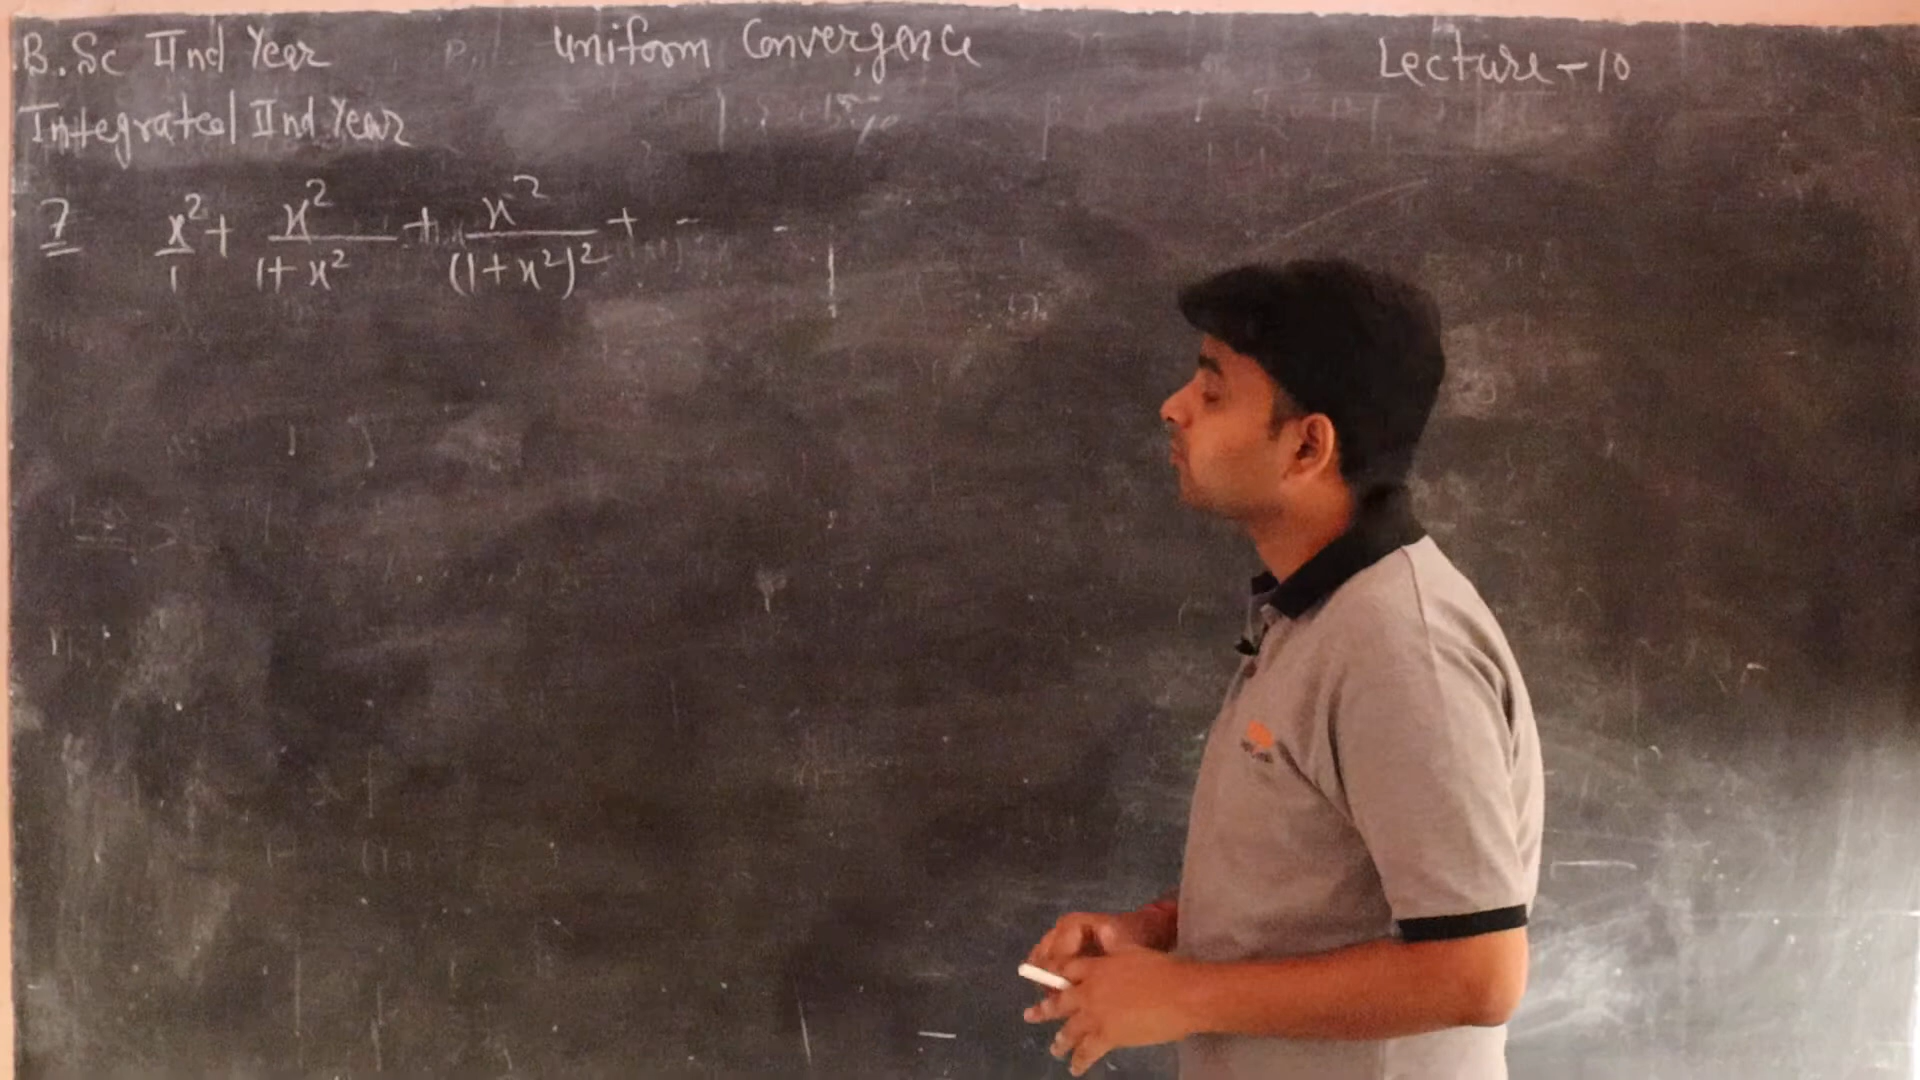 B.Sc IInd Year
Uniform Convergence
Lecture-10
Integrated IInd Year
7 x²/1 + x²/(1+x²) + x²/(1+x²)² + - -